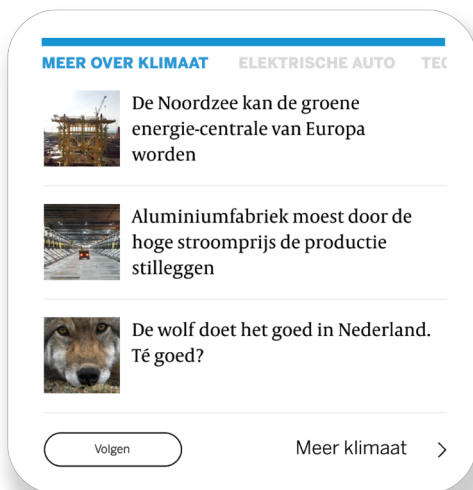 MEER OVER KLIMAAT ELEKTRISCHE AUTO
De Noordzee kan de groene
energie-centrale van Europa
worden
Aluminiumfabriek moest door de
hoge stroomprijs de productie
stilleggen
De wolf doet het goed in Nederland.
Té goed?
Volgen Meer klimaat